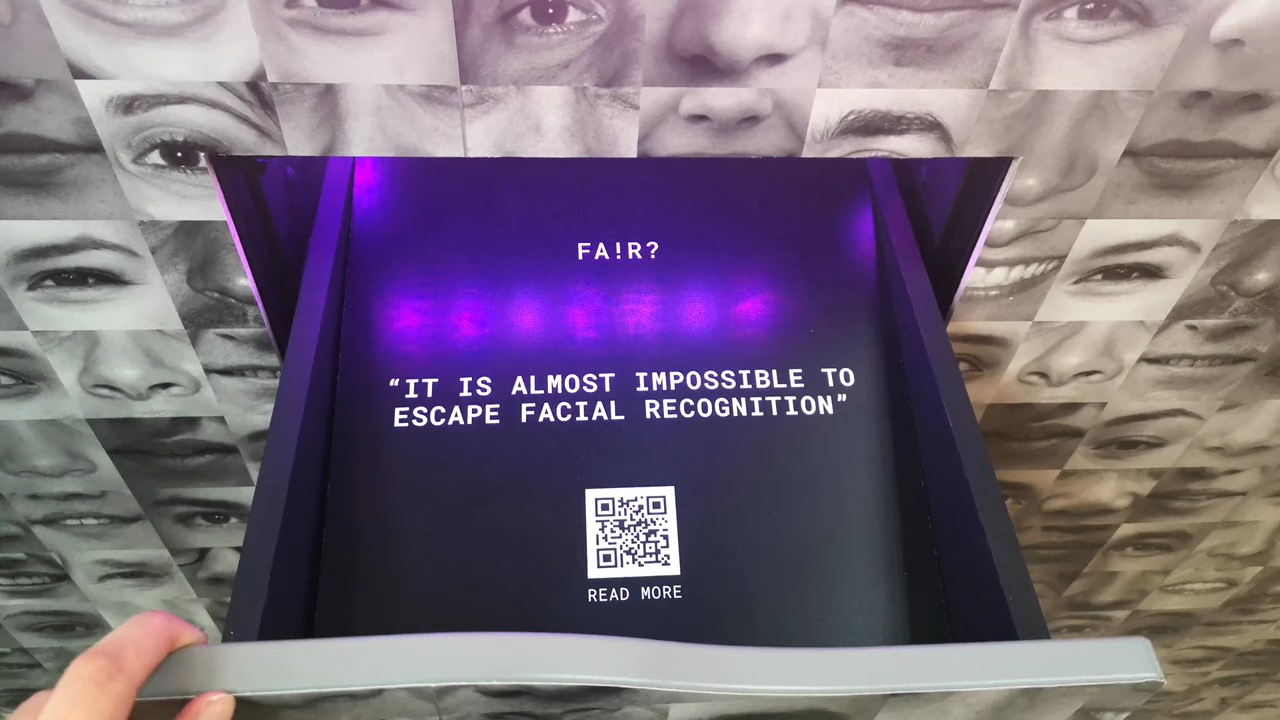 FA!R?
“IT IS ALMOST IMPOSSIBLE TO
ESCAPE FACIAL RECOGNITION”
READ MORE